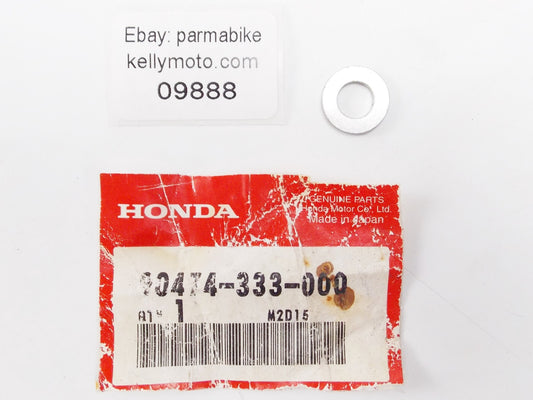 Ebay: parmabike
kellymoto.com
09888
GENUINE PARTS
HONDA
Honda Motor Co., Ltd.
Made in Japan
90474-333-000
1
M2D15